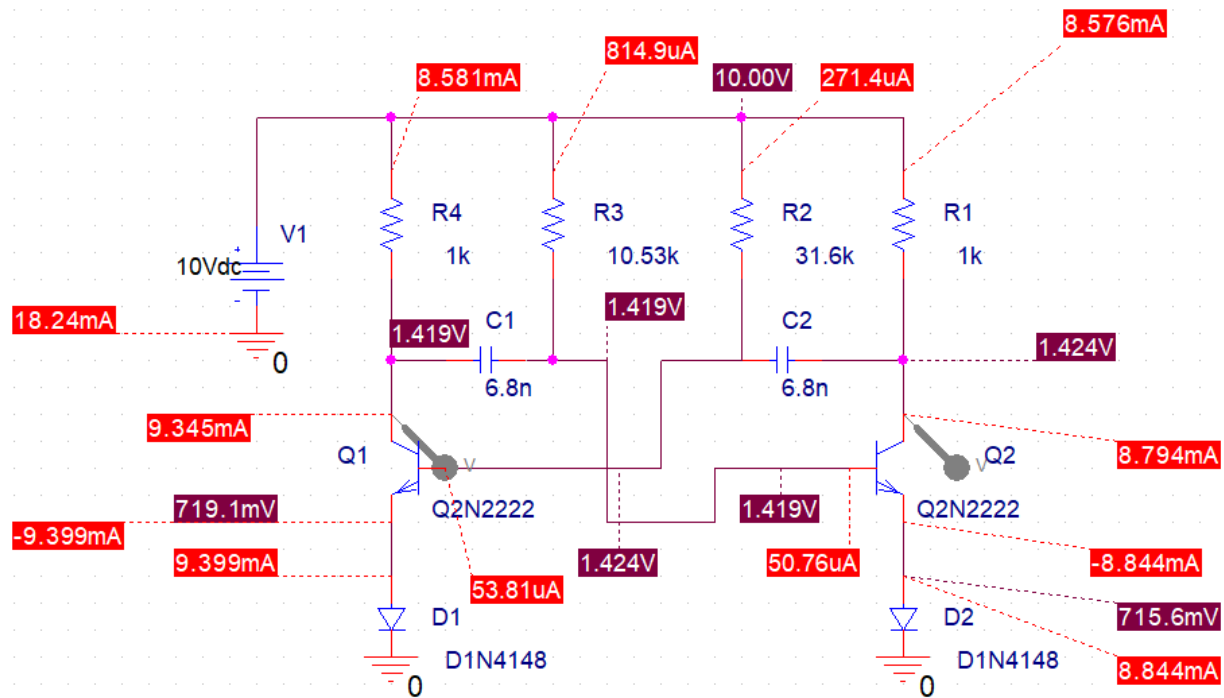 8.576mA
814.9uA
8.581mA
10.00V
271.4uA
R4
R3
R2
R1
V1
1k
10.53k
31.6k
1k
+
10Vdc
-
18.24mA
C1
1.419V
C2
1.419V
1.424V
0
6.8n
6.8n
9.345mA
Q1
V
V
Q2
8.794mA
719.1mV
Q2N2222
1.419V
Q2N2222
-9.399mA
9.399mA
1.424V
50.76uA
-8.844mA
53.81uA
D1
D2
715.6mV
D1N4148
D1N4148
8.844mA
0
0